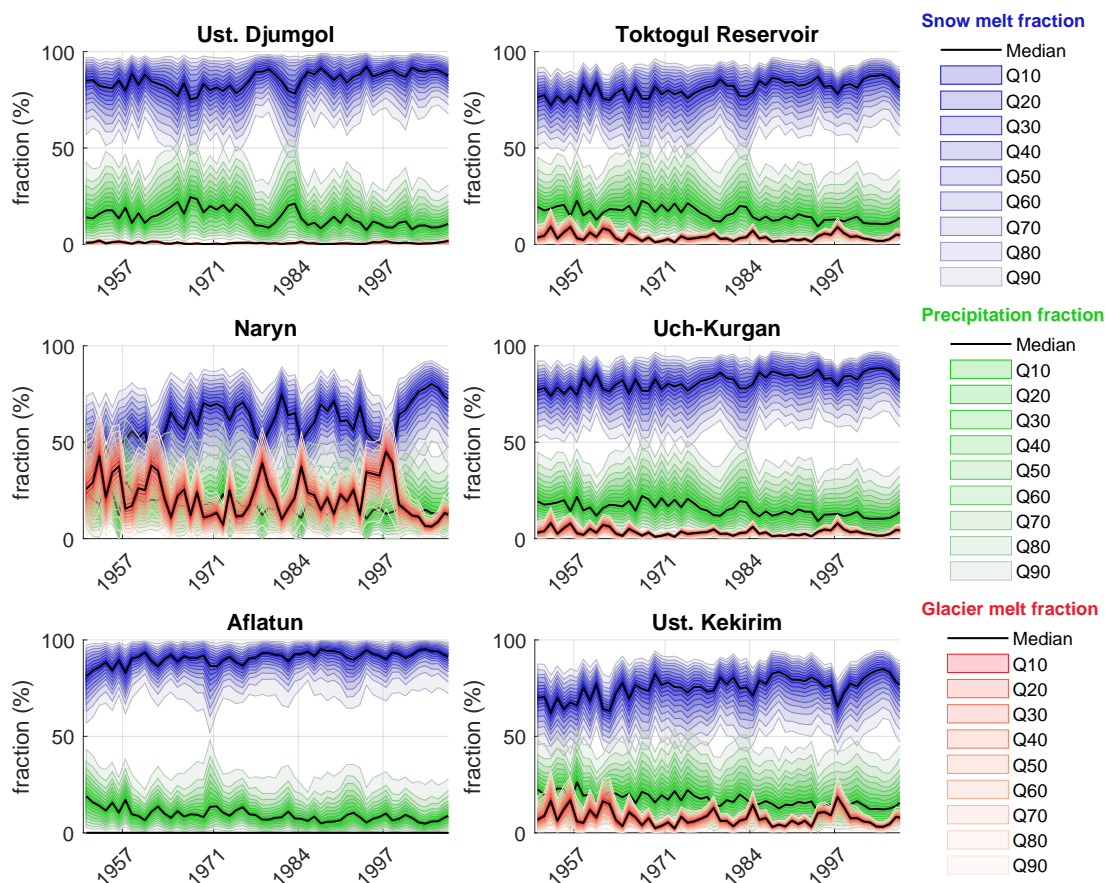 Ust. Djumgol
100
50
0
fraction (%)
1957
1971
1984
1997
Toktogul Reservoir
100
50
0
1957
1971
1984
1997
Snow melt fraction
Median
Q10
Q20
Q30
Q40
Q50
Q60
Q70
Q80
Q90
Naryn
100
50
0
fraction (%)
1957
1971
1984
1997
Uch-Kurgan
100
50
0
1957
1971
1984
1997
Precipitation fraction
Median
Q10
Q20
Q30
Q40
Q50
Q60
Q70
Q80
Q90
Aflatun
100
50
0
fraction (%)
1957
1971
1984
1997
Ust. Kekirim
100
50
0
1957
1971
1984
1997
Glacier melt fraction
Median
Q10
Q20
Q30
Q40
Q50
Q60
Q70
Q80
Q90